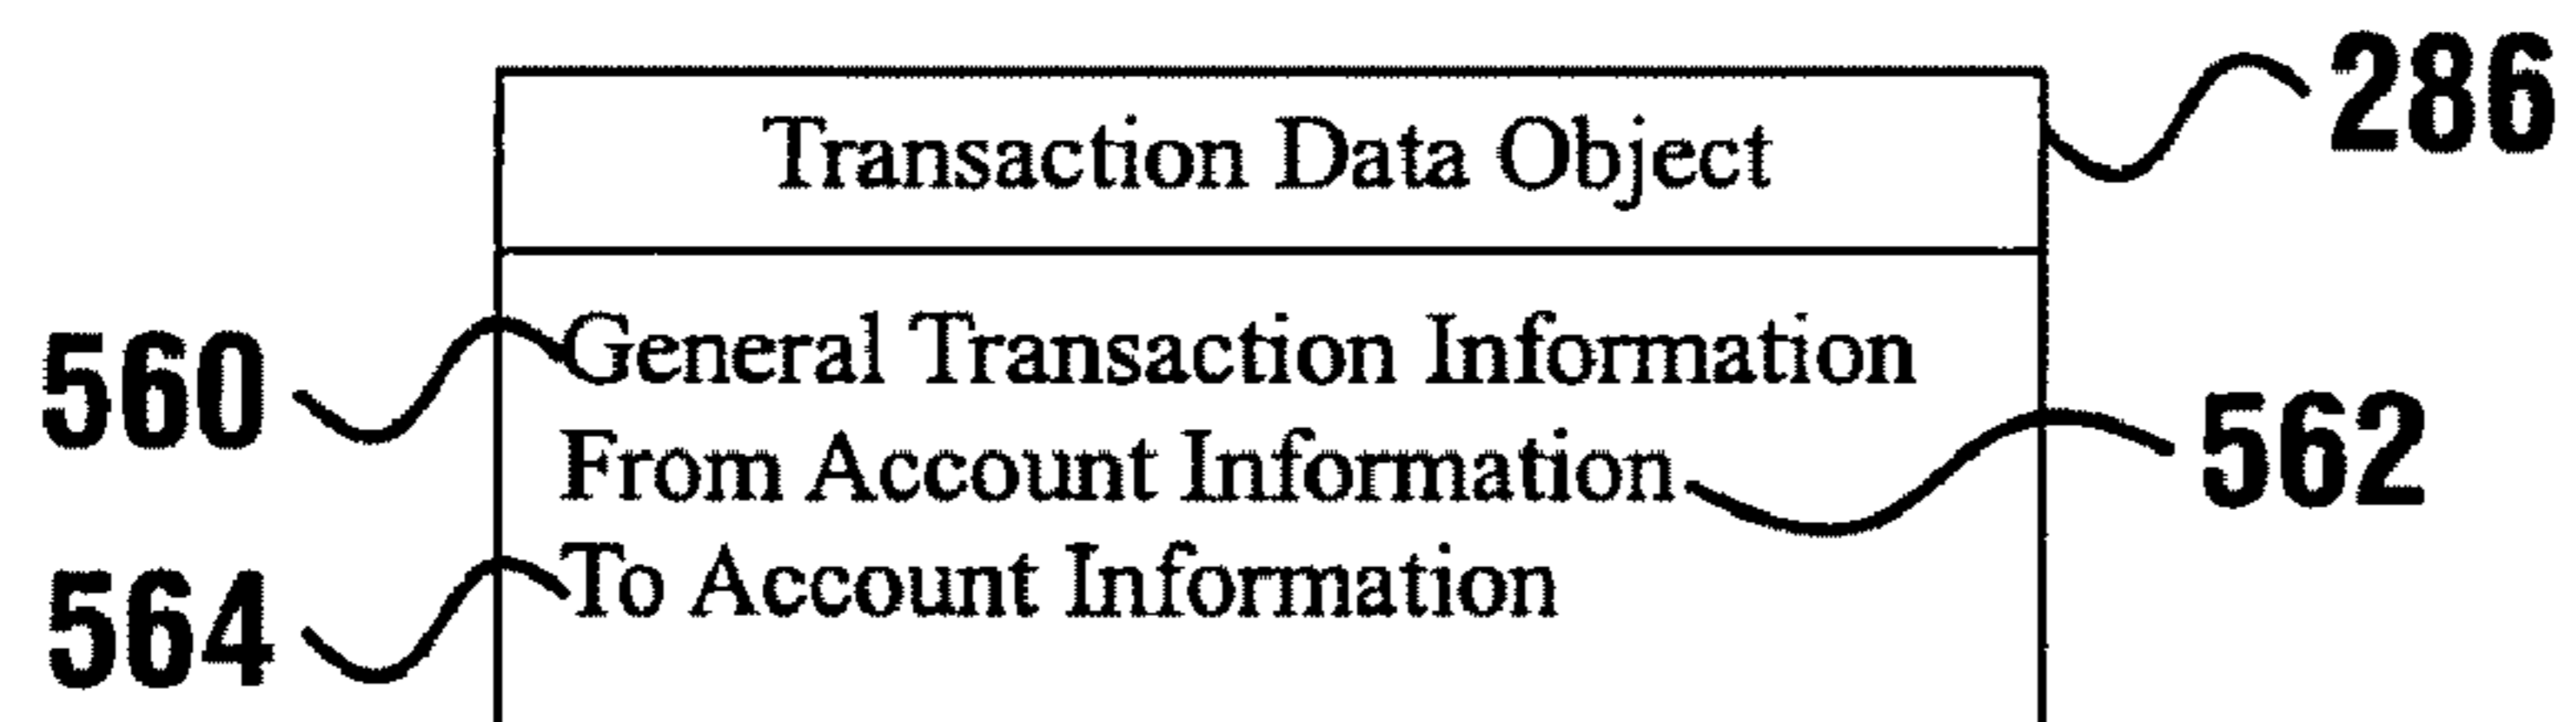 Transaction Data Object 286
560 General Transaction Information
From Account Information 562
564 To Account Information